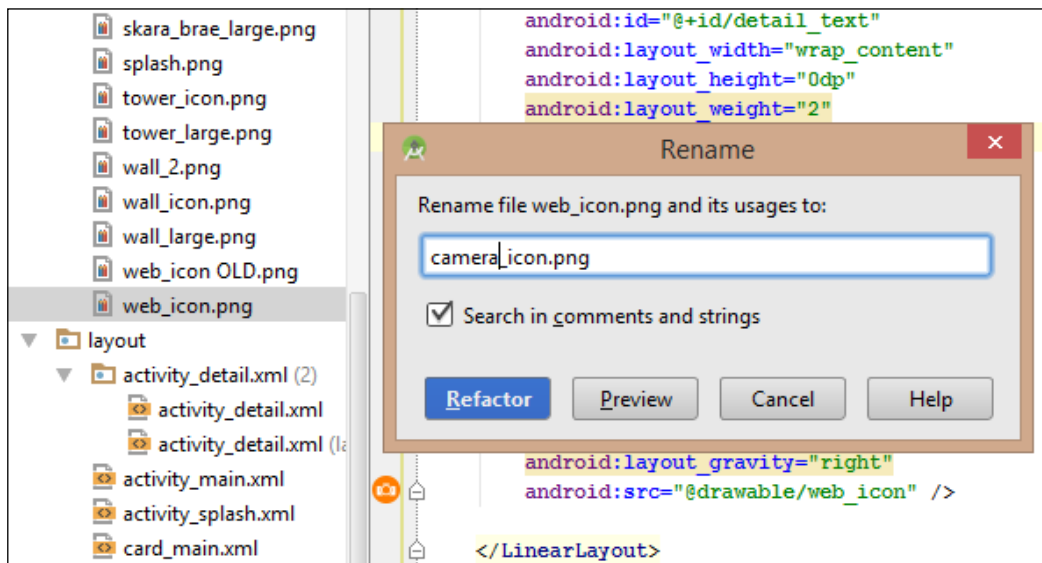 skara_brae_large.png
splash.png
tower_icon.png
tower_large.png
wall_2.png
wall_icon.png
wall_large.png
web_icon OLD.png
web_icon.png
layout
activity_detail.xml (2)
activity_detail.xml
activity_detail.xml (la
activity_main.xml
activity_splash.xml
card_main.xml
android:id="@+id/detail_text"
android:layout_width="wrap_content"
android:layout_height="0dp"
android:layout_weight="2"
Rename
Rename file web_icon.png and its usages to:
camera_icon.png
Search in comments and strings
Refactor Preview Cancel Help
android:layout_gravity="right"
android:src="@drawable/web_icon" />
</LinearLayout>